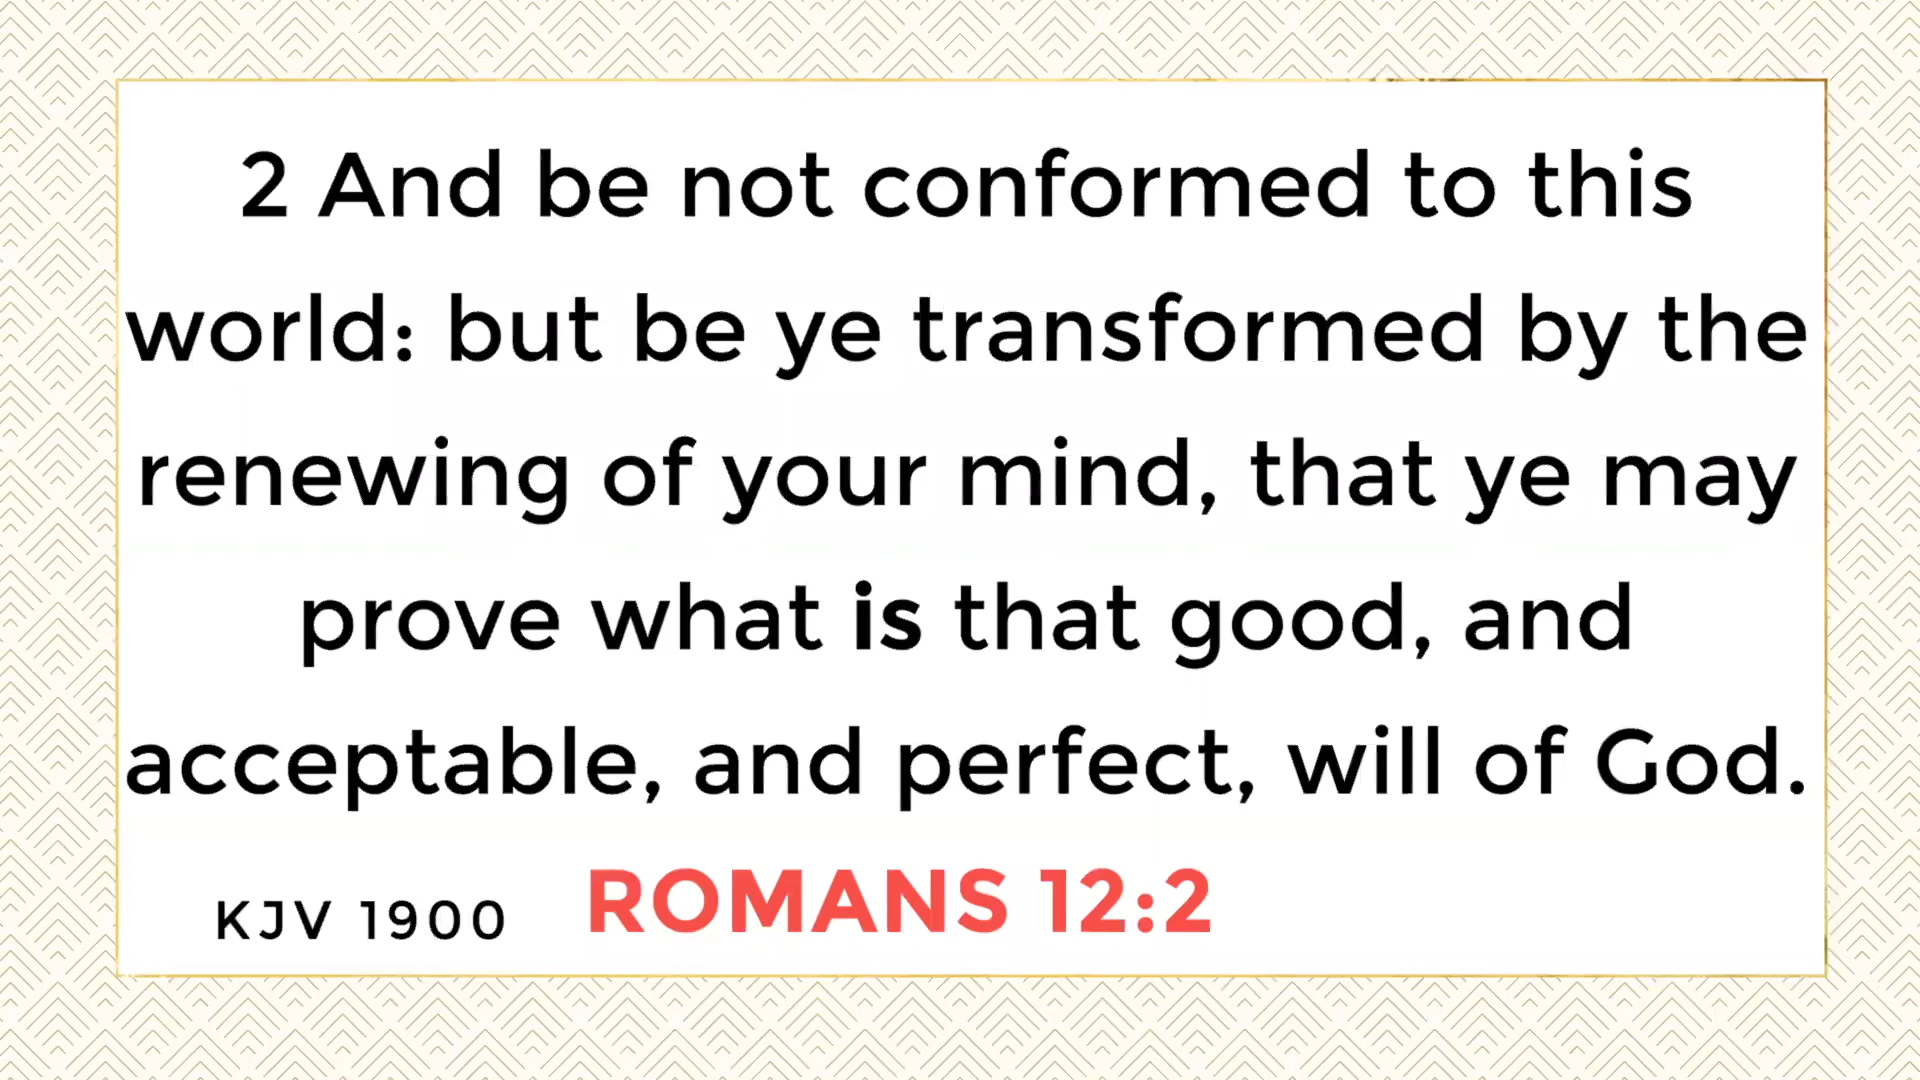 2 And be not conformed to this
world: but be ye transformed by the
renewing of your mind, that ye may
prove what is that good, and
acceptable, and perfect, will of God.
KJV 1900 ROMANS 12:2